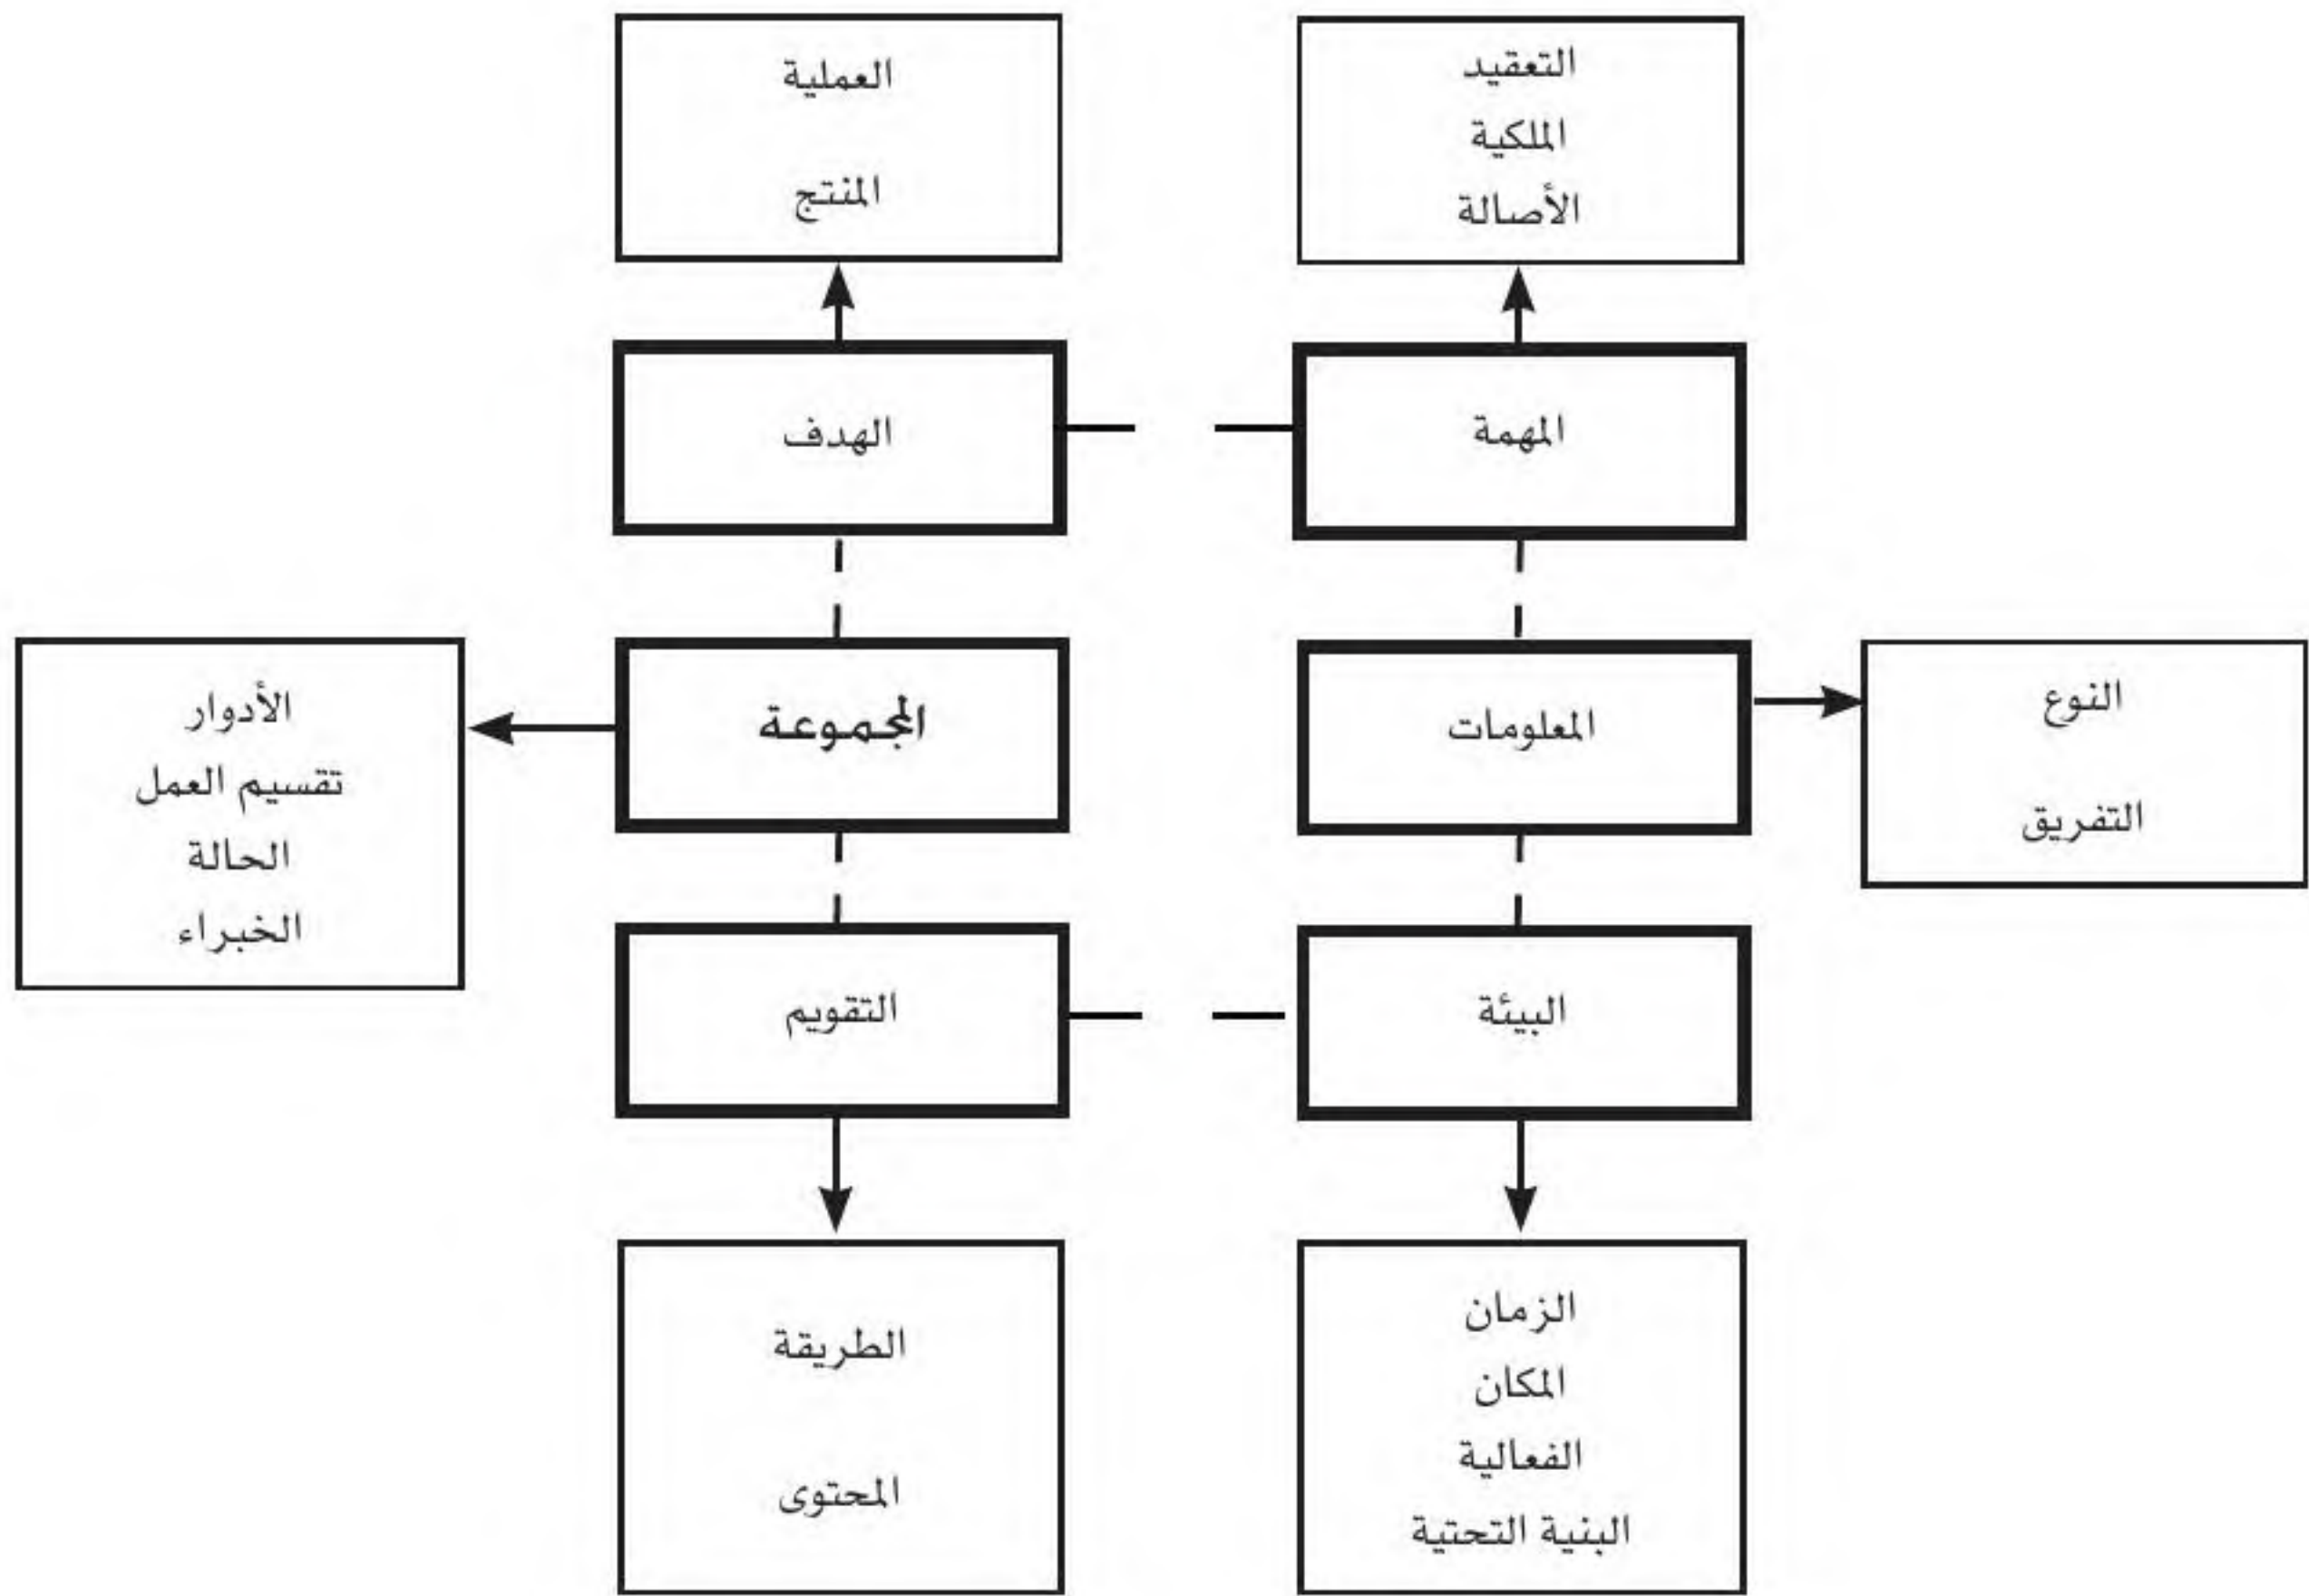 التعقيد
الملكية
الأصالة
العملية
المنتج
المهمة
الهدف
النوع
التفريق
المعلومات
المجموعة
الأدوار
تقسيم العمل
الحالة
الخبراء
البيئة
التقويم
الزمان
المكان
الفعالية
البنية التحتية
الطريقة
المحتوى